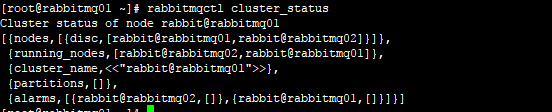 [root@rabbitmq01 ~]# rabbitmqctl cluster_status
Cluster status of node rabbit@rabbitmq01
[{nodes,[{disc,[rabbit@rabbitmq01,rabbit@rabbitmq02]}]},
 {running_nodes,[rabbit@rabbitmq02,rabbit@rabbitmq01]},
 {cluster_name,<<"rabbit@rabbitmq01">>},
 {partitions,[]},
 {alarms,[{rabbit@rabbitmq02,[]},{rabbit@rabbitmq01,[]}]}]